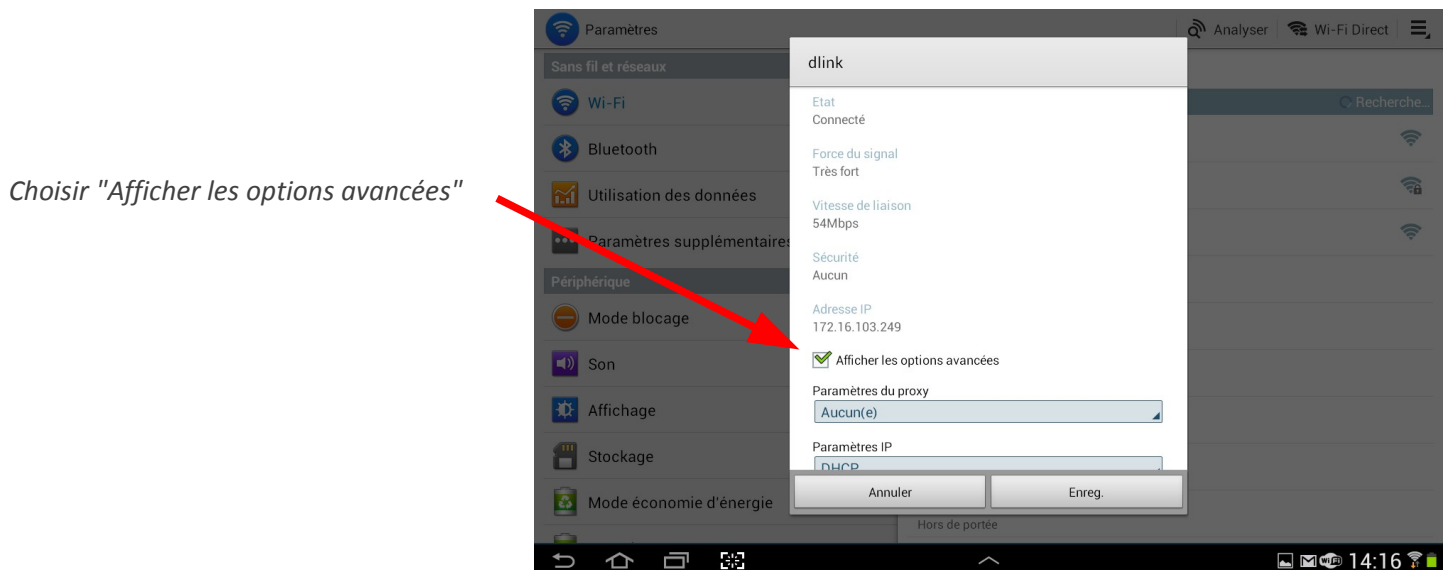 Choisir "Afficher les options avancées"
Paramètres
Analyser
Wi-Fi Direct
Sans fil et réseaux
Wi-Fi
Bluetooth
Utilisation des données
Paramètres supplémentaires
Périphérique
Mode blocage
Son
Affichage
Stockage
Mode économie d'énergie
dlink
Etat
Connecté
Force du signal
Très fort
Vitesse de liaison
54Mbps
Sécurité
Aucun
Adresse IP
172.16.103.249
Afficher les options avancées
Paramètres du proxy
Aucun(e)
Paramètres IP
DHCP
Annuler
Enreg.
Recherche...
Hors de portée
14:16